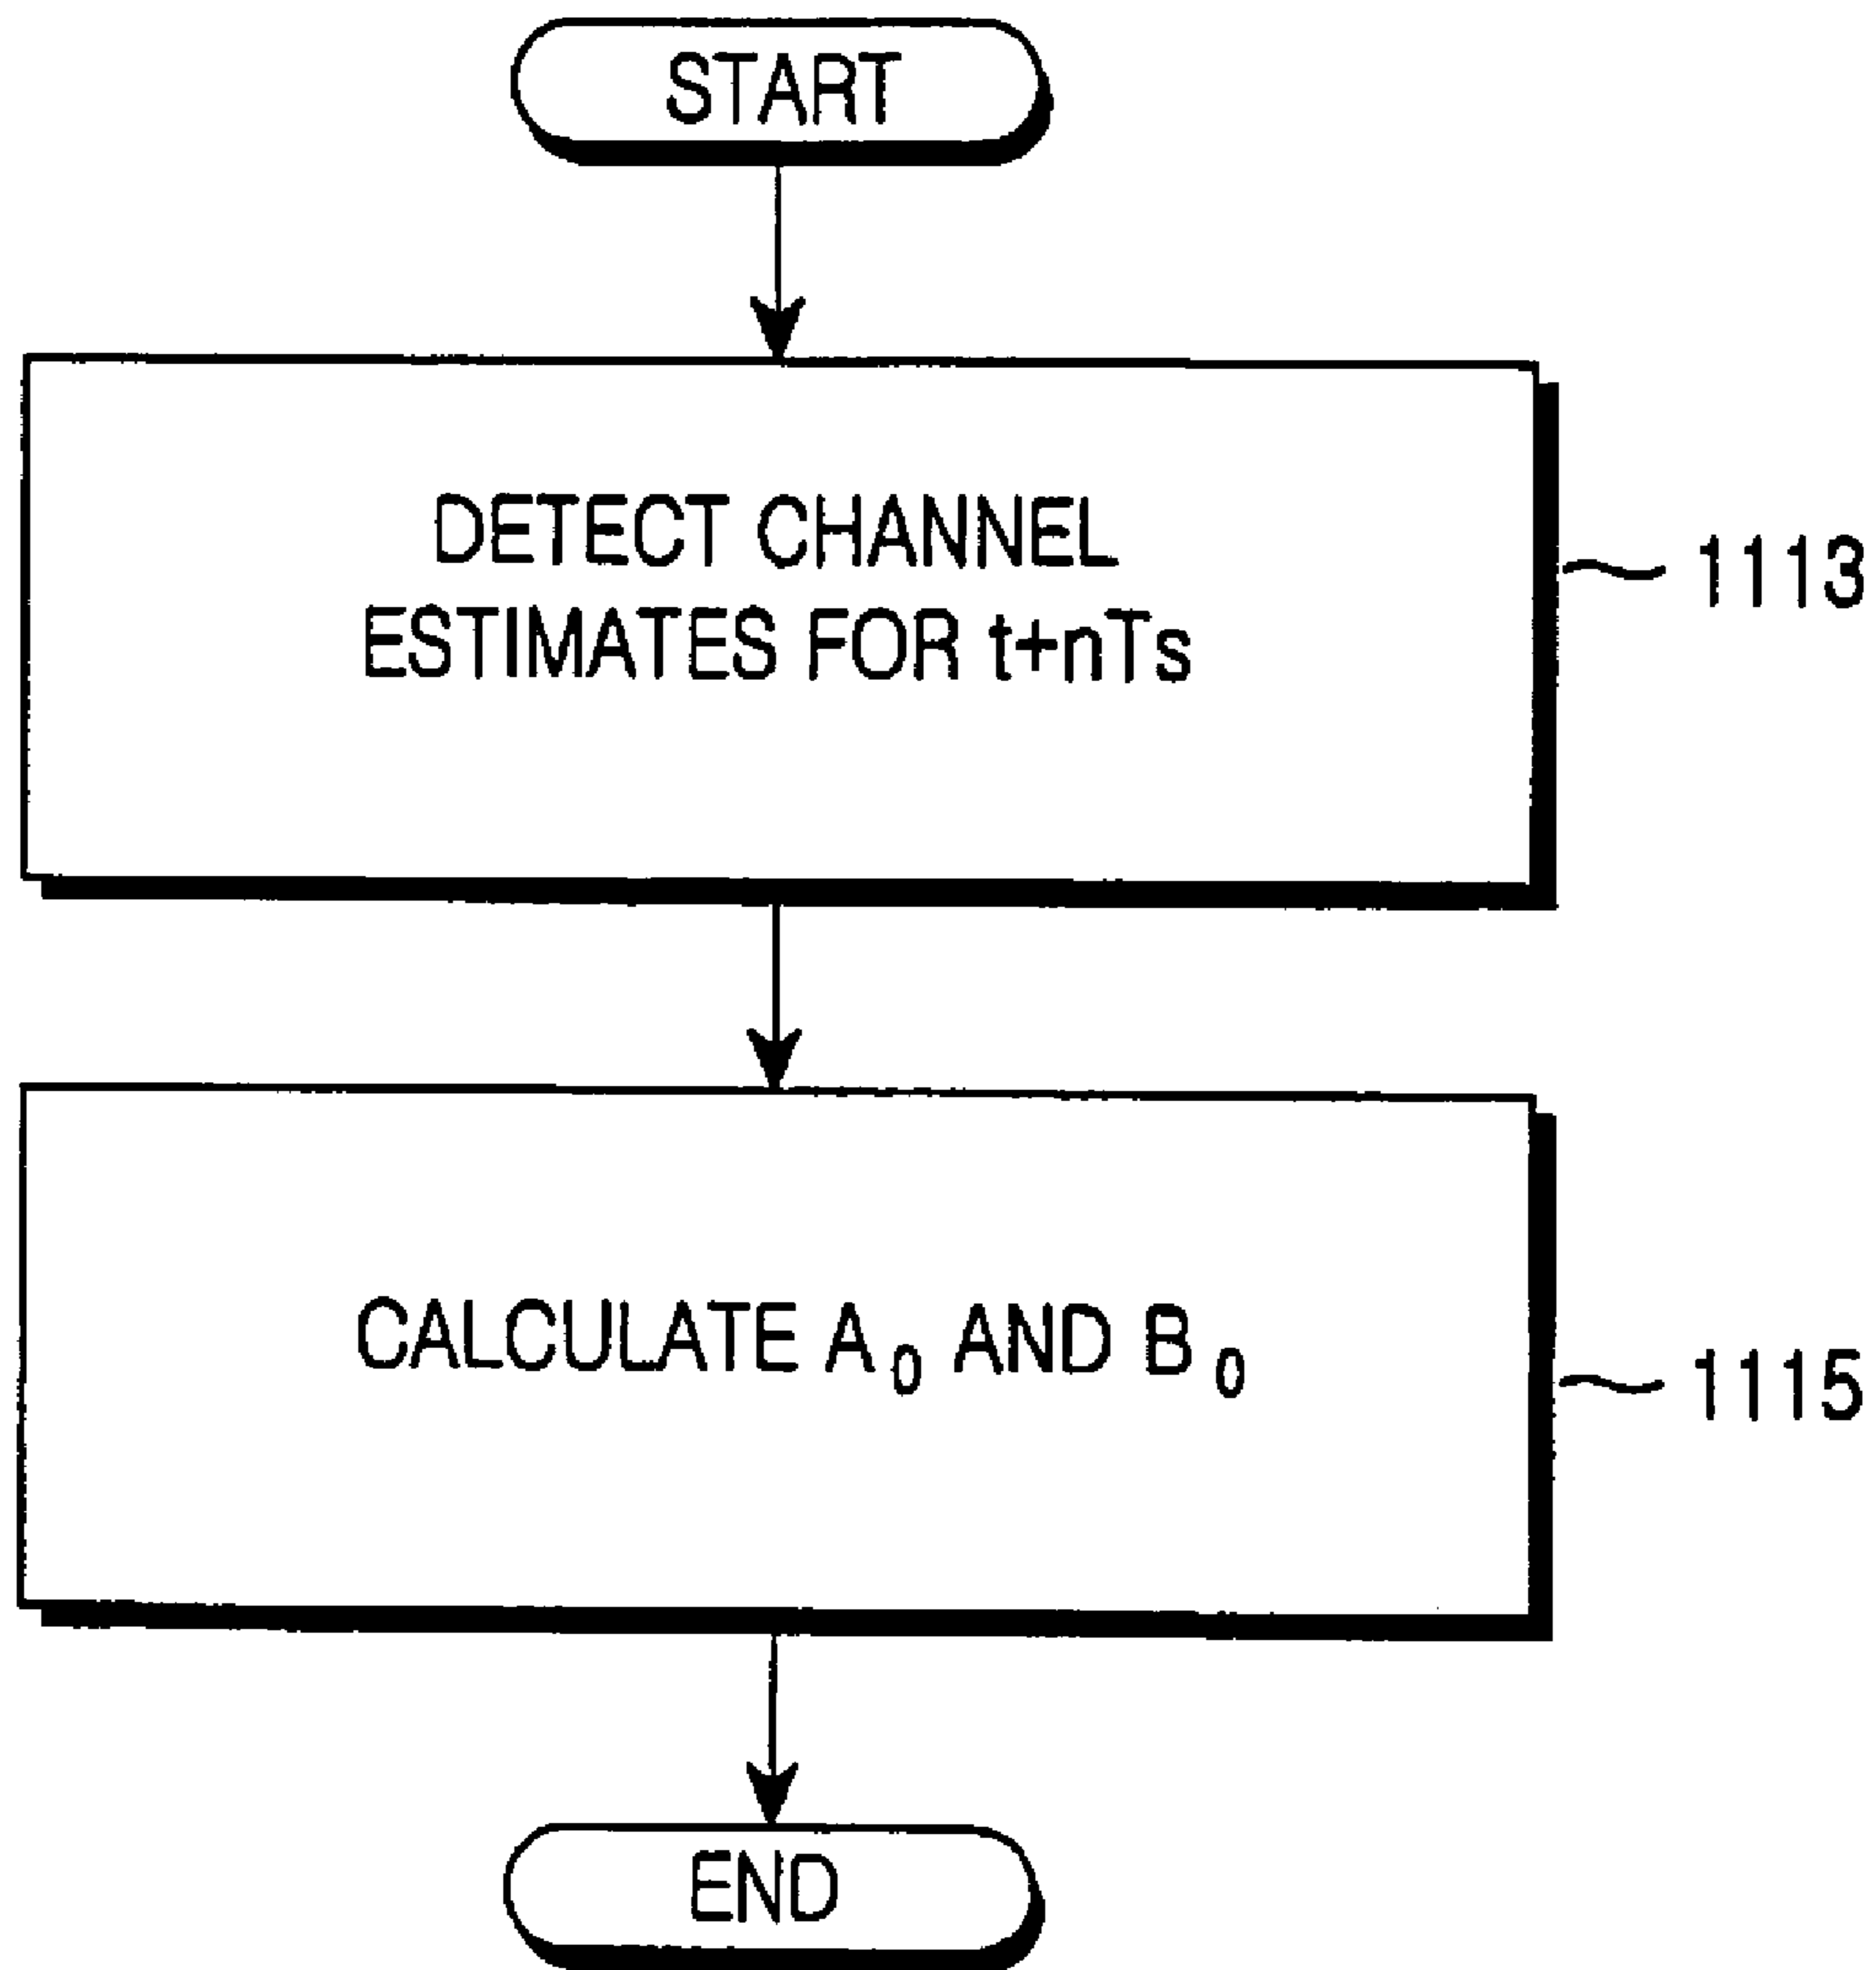 START
DETECT CHANNEL
ESTIMATES FOR t+nTs
1113
CALCULATE A₀ AND B₀
1115
END